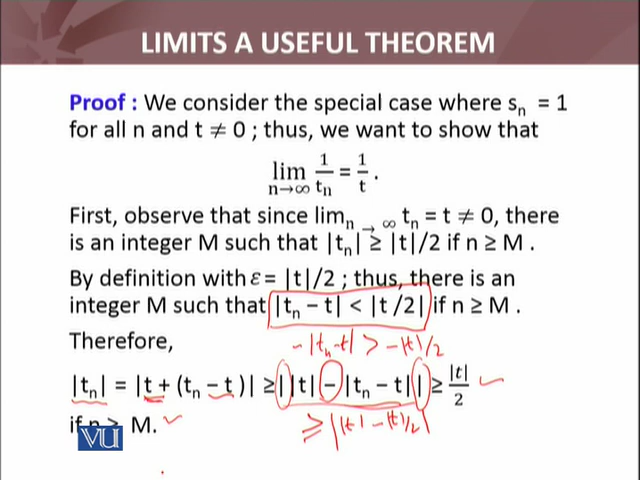 LIMITS A USEFUL THEOREM
Proof : We consider the special case where sₙ = 1
for all n and t ≠ 0 ; thus, we want to show that
lim n→∞ 1/tₙ = 1/t .
First, observe that since limₙ → ∞ tₙ = t ≠ 0, there
is an integer M such that |tₙ| ≥ |t|/2 if n ≥ M .
By definition with ε = |t|/2 ; thus, there is an
integer M such that |tₙ − t| < |t /2| if n ≥ M .
Therefore,
- |tₙ-t| > -|t|/2
|tₙ| = |t + (tₙ − t)| ≥ | |t| − |tₙ − t| | ≥ |t|/2
if n ≥ M.
≥ ||t| - |t|/2|
VU